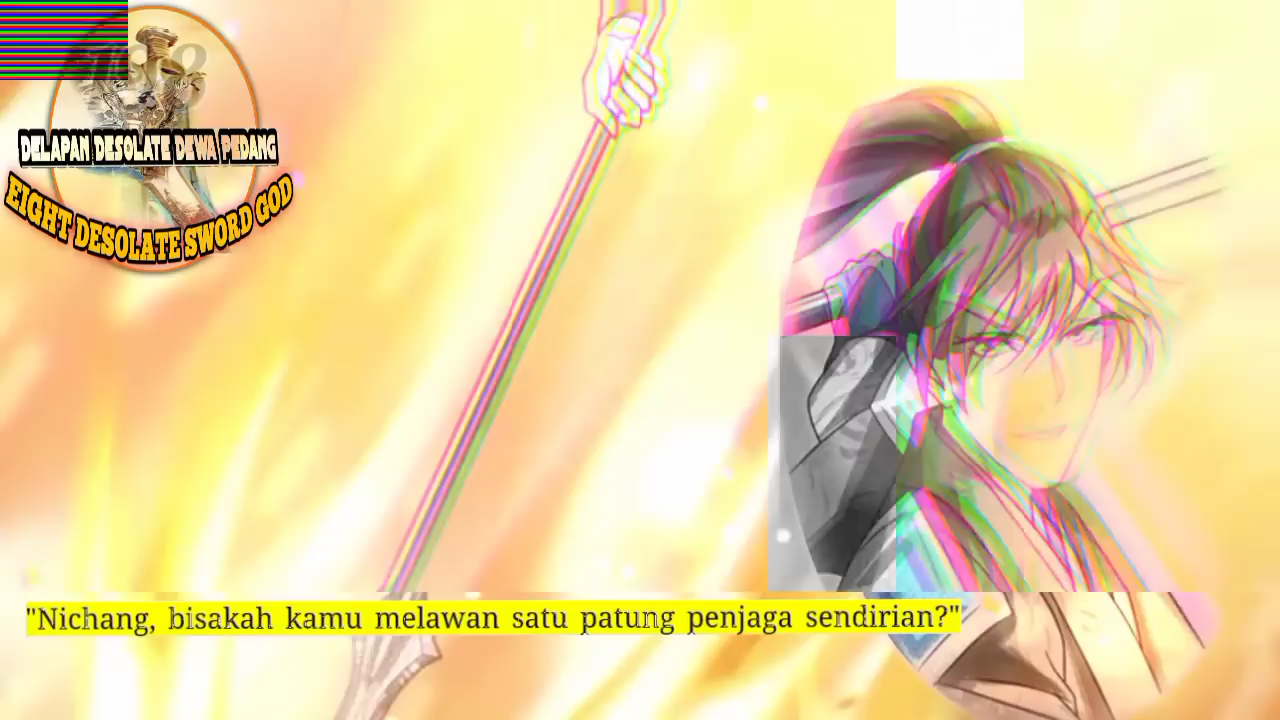 DELAPAN DESOLATE DEWA PEDANG
EIGHT DESOLATE SWORD GOD
"Nichang, bisakah kamu melawan satu patung penjaga sendirian?"